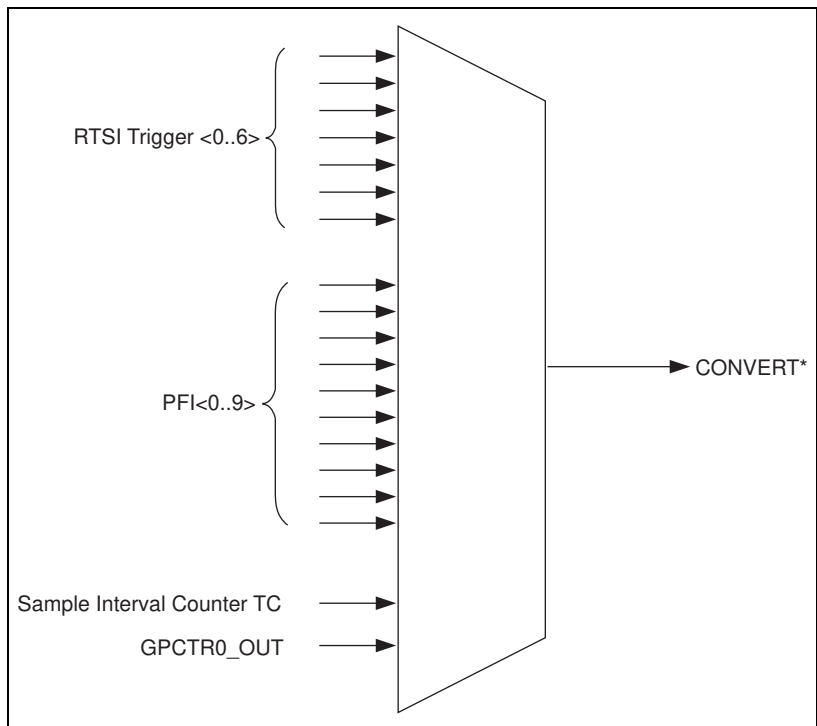 RTSI Trigger <0..6>
PFI<0..9>
CONVERT*
Sample Interval Counter TC
GPCTR0_OUT